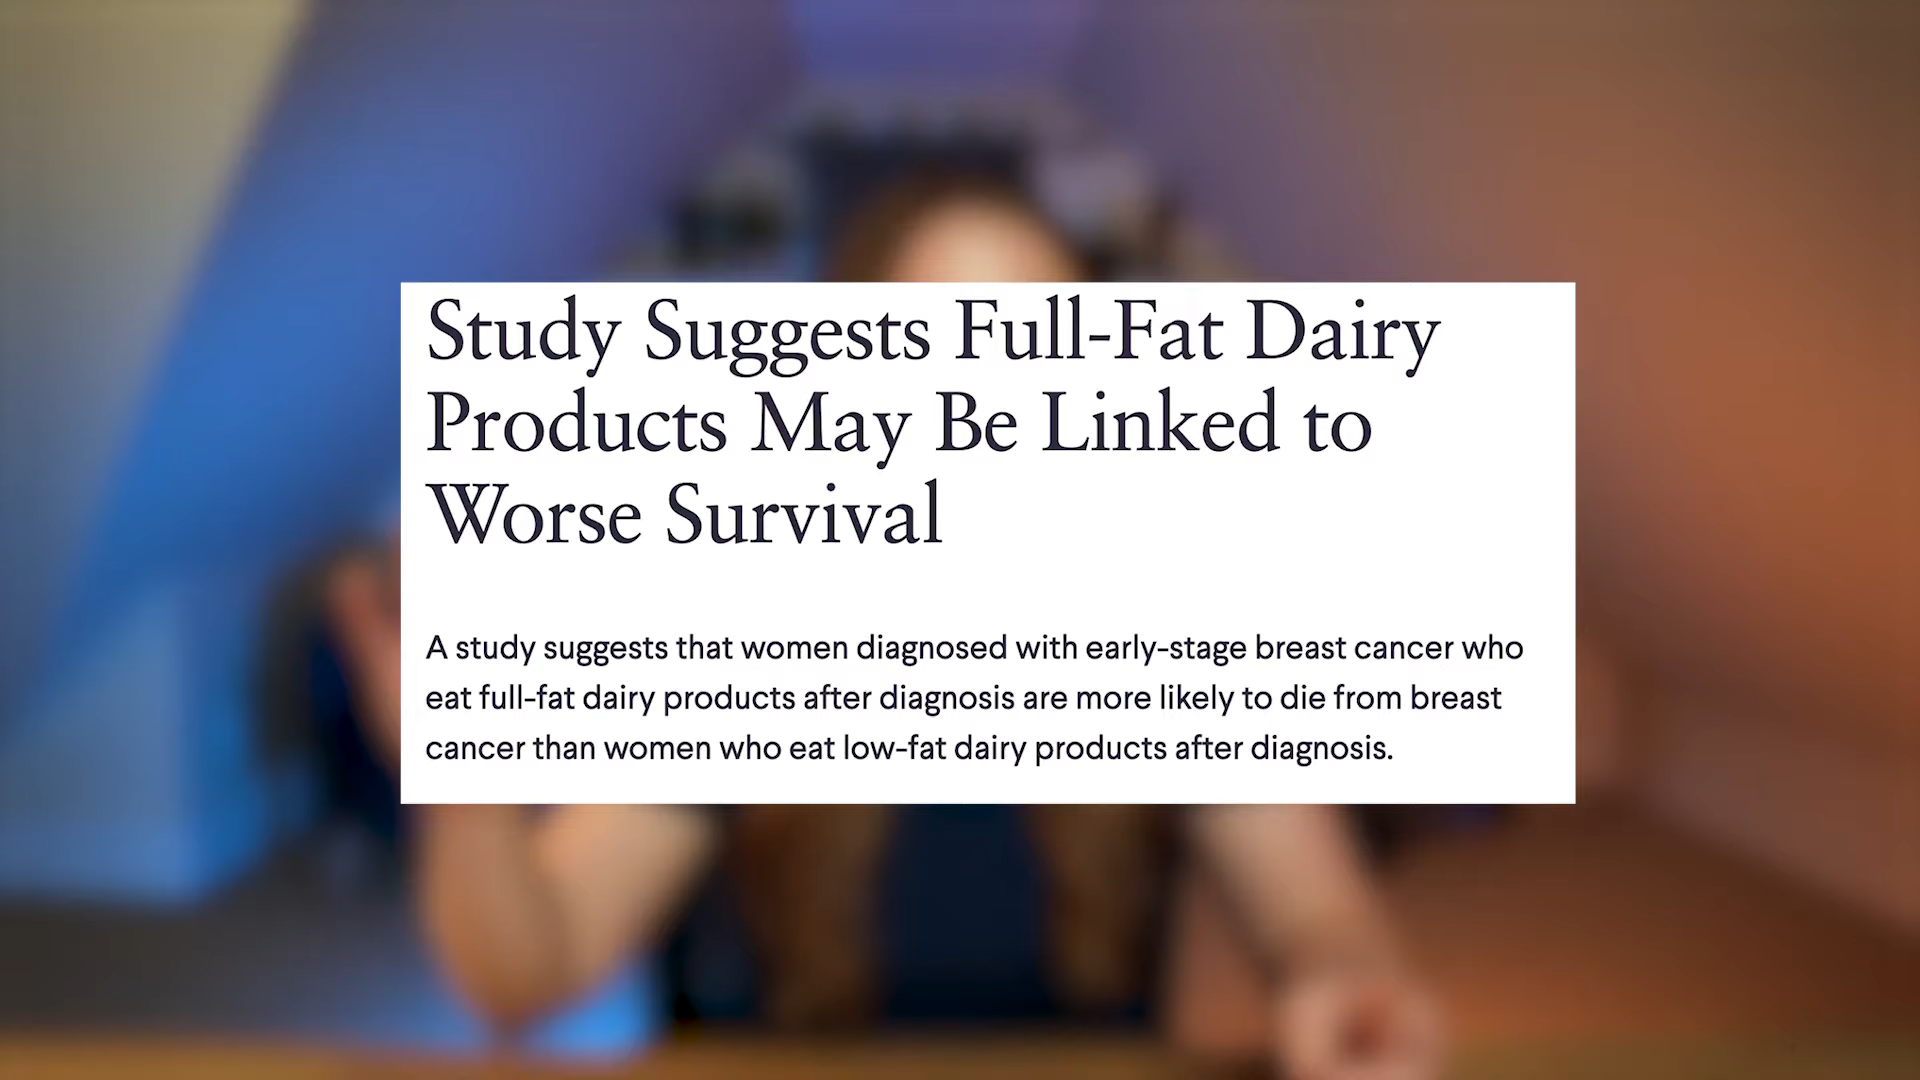 Study Suggests Full-Fat Dairy
Products May Be Linked to
Worse Survival
A study suggests that women diagnosed with early-stage breast cancer who
eat full-fat dairy products after diagnosis are more likely to die from breast
cancer than women who eat low-fat dairy products after diagnosis.